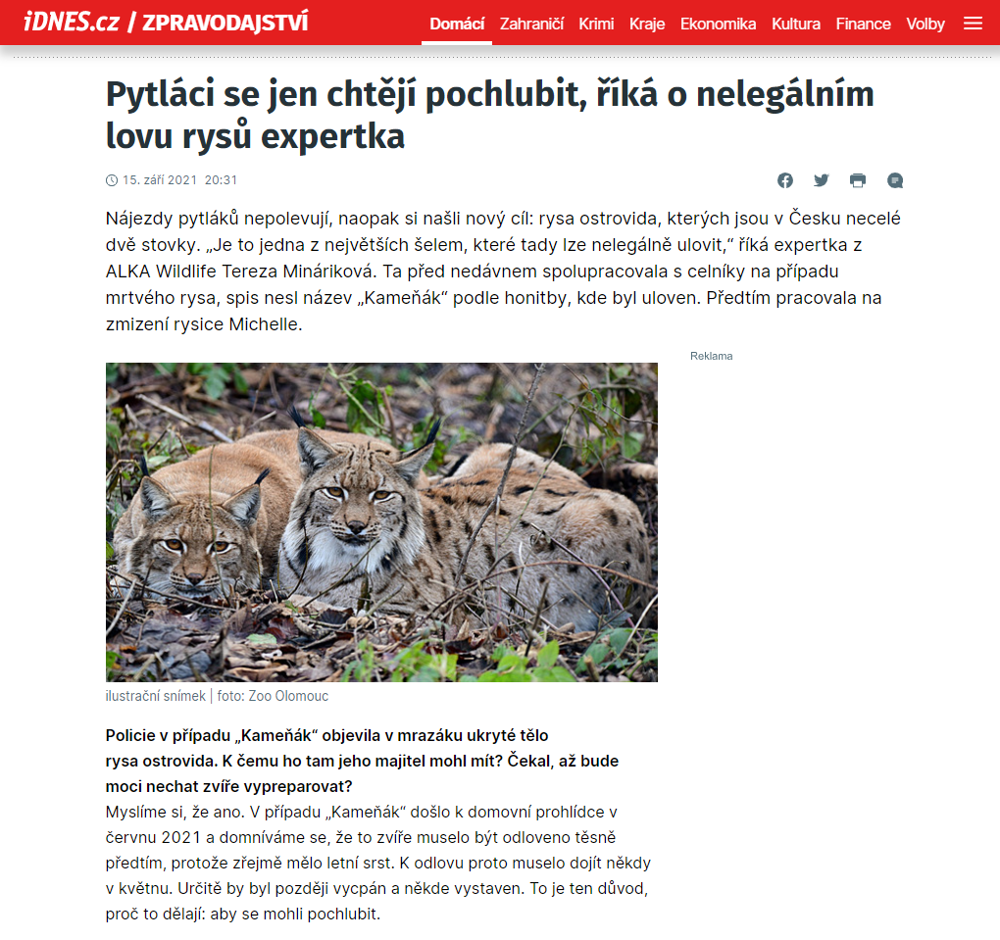 iDNES.cz / ZPRAVODAJSTVÍ
Domácí Zahraničí Krimi Kraje Ekonomika Kultura Finance Volby
Pytláci se jen chtějí pochlubit, říká o nelegálním
lovu rysů expertka
15. září 2021 20:31
Nájezdy pytláků nepolevují, naopak si našli nový cíl: rysa ostrovida, kterých jsou v Česku necelé
dvě stovky. „Je to jedna z největších šelem, které tady lze nelegálně ulovit,“ říká expertka z
ALKA Wildlife Tereza Mináriková. Ta před nedávnem spolupracovala s celníky na případu
mrtvého rysa, spis nesl název „Kameňák“ podle honitby, kde byl uloven. Předtím pracovala na
zmizení rysice Michelle.
Reklama
ilustrační snímek | foto: Zoo Olomouc
Policie v případu „Kameňák“ objevila v mrazáku ukryté tělo
rysa ostrovida. K čemu ho tam jeho majitel mohl mít? Čekal, až bude
moci nechat zvíře vypreparovat?
Myslíme si, že ano. V případu „Kameňák“ došlo k domovní prohlídce v
červnu 2021 a domníváme se, že to zvíře muselo být odloveno těsně
předtím, protože zřejmě mělo letní srst. K odlovu proto muselo dojít někdy
v květnu. Určitě by byl později vycpán a někde vystaven. To je ten důvod,
proč to dělají: aby se mohli pochlubit.